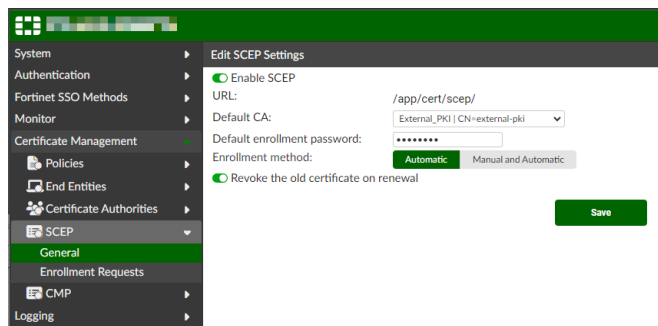 System
Authentication
Fortinet SSO Methods
Monitor
Certificate Management
Policies
End Entities
Certificate Authorities
SCEP
General
Enrollment Requests
CMP
Logging
Edit SCEP Settings
Enable SCEP
URL: /app/cert/scep/
Default CA: External_PKI | CN=external-pki
Default enrollment password: ••••••••
Enrollment method: Automatic Manual and Automatic
Revoke the old certificate on renewal
Save